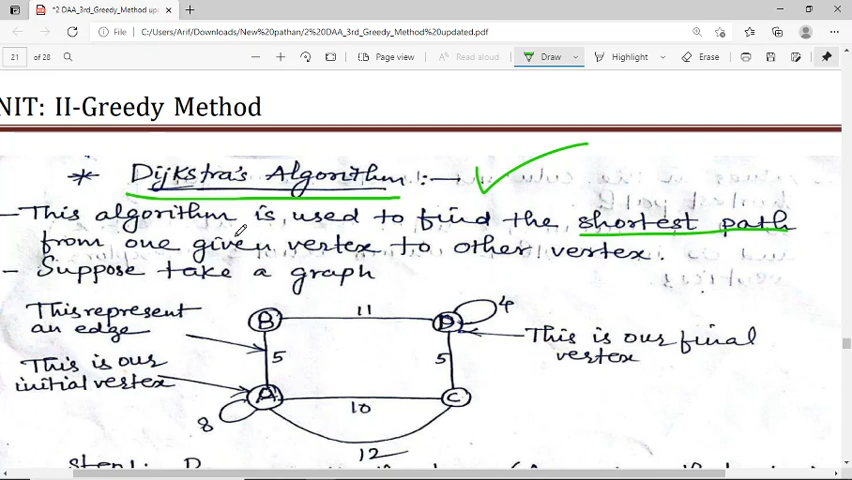 *2 DAA_3rd_Greedy_Method up
File
C:/Users/Arif/Downloads/New%20pathan/2%20DAA_3rd_Greedy_Method%20updated.pdf
21 of 28
Page view
Read aloud
Draw
Highlight
Erase
NIT: II-Greedy Method
* Dijkstra's Algorithm :-
- This algorithm is used to find the shortest path
from one given vertex to other vertex.
- Suppose take a graph
This represent
an edge
This is our
initial vertex
B
11
D
4
This is our final
vertex
5
5
A
10
C
8
12